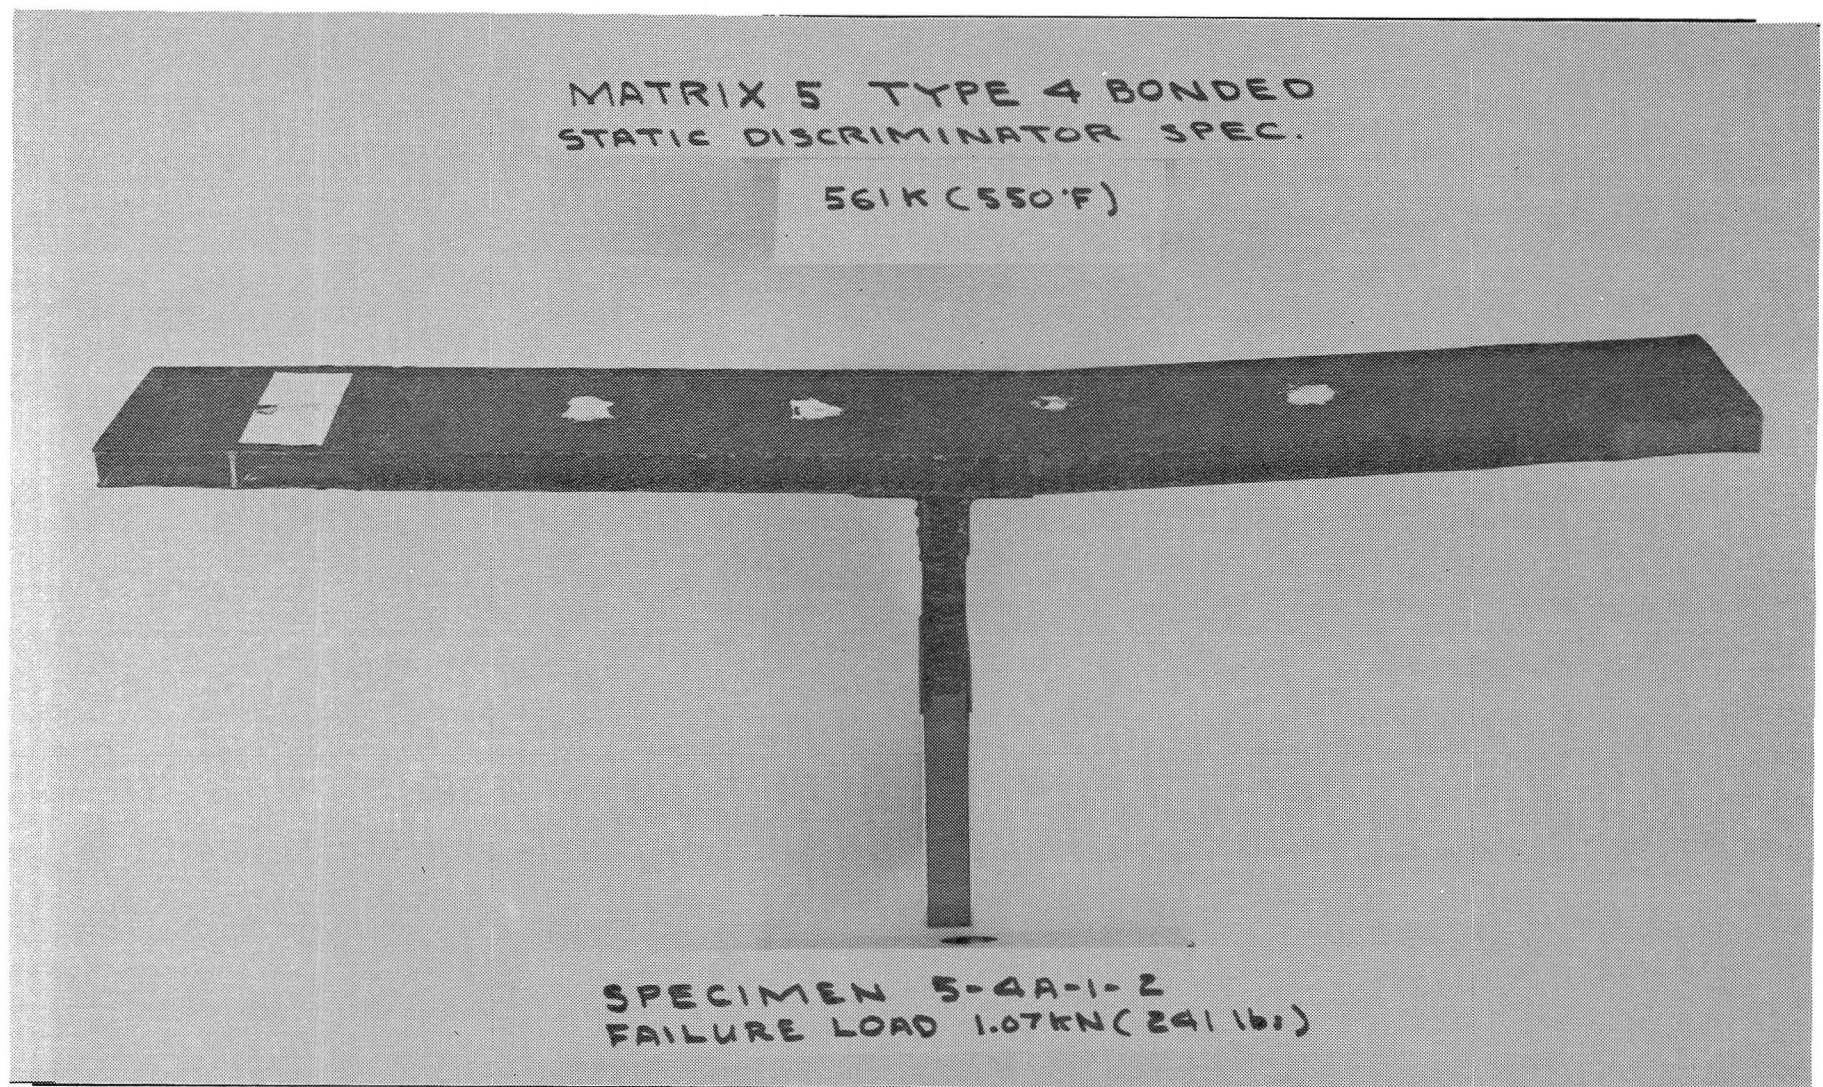 MATRIX 5 TYPE 4 BONDED
STATIC DISCRIMINATOR SPEC.
561K (550°F)
SPECIMEN 5-4A-1-2
FAILURE LOAD 1.07KN (241 lbs)